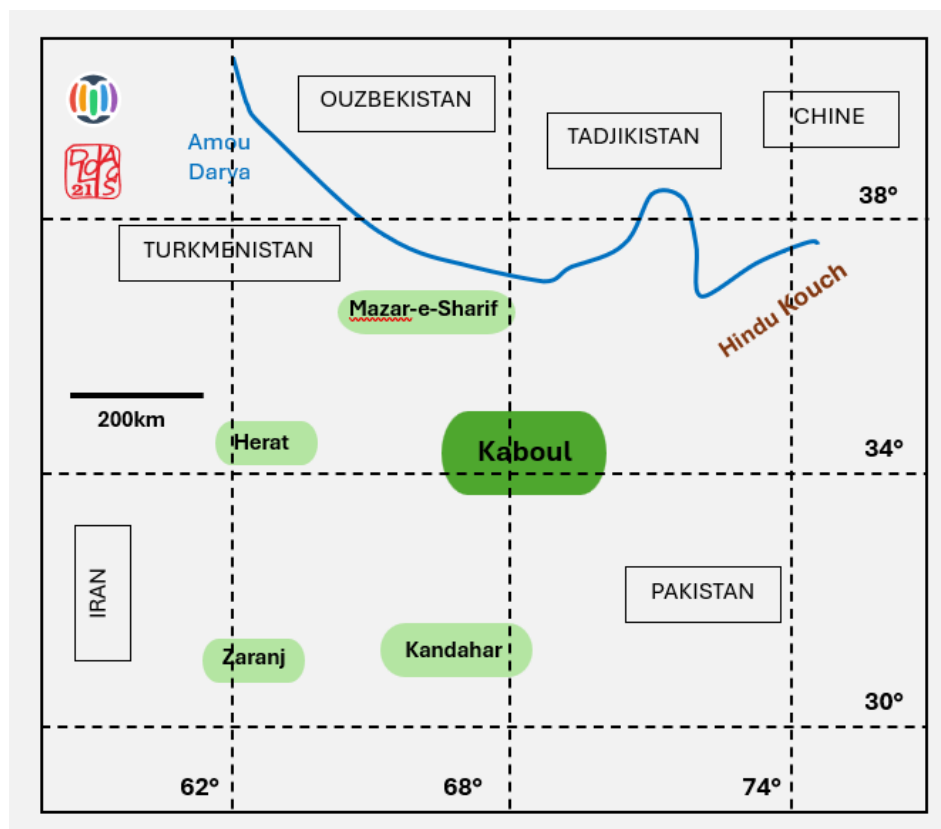 OUZBEKISTAN
CHINE
TADJIKISTAN
Amou
Darya
38°
TURKMENISTAN
Mazar-e-Sharif
Hindu Kouch
200km
Herat
Kaboul
34°
IRAN
PAKISTAN
Zaranj
Kandahar
30°
62°
68°
74°
21